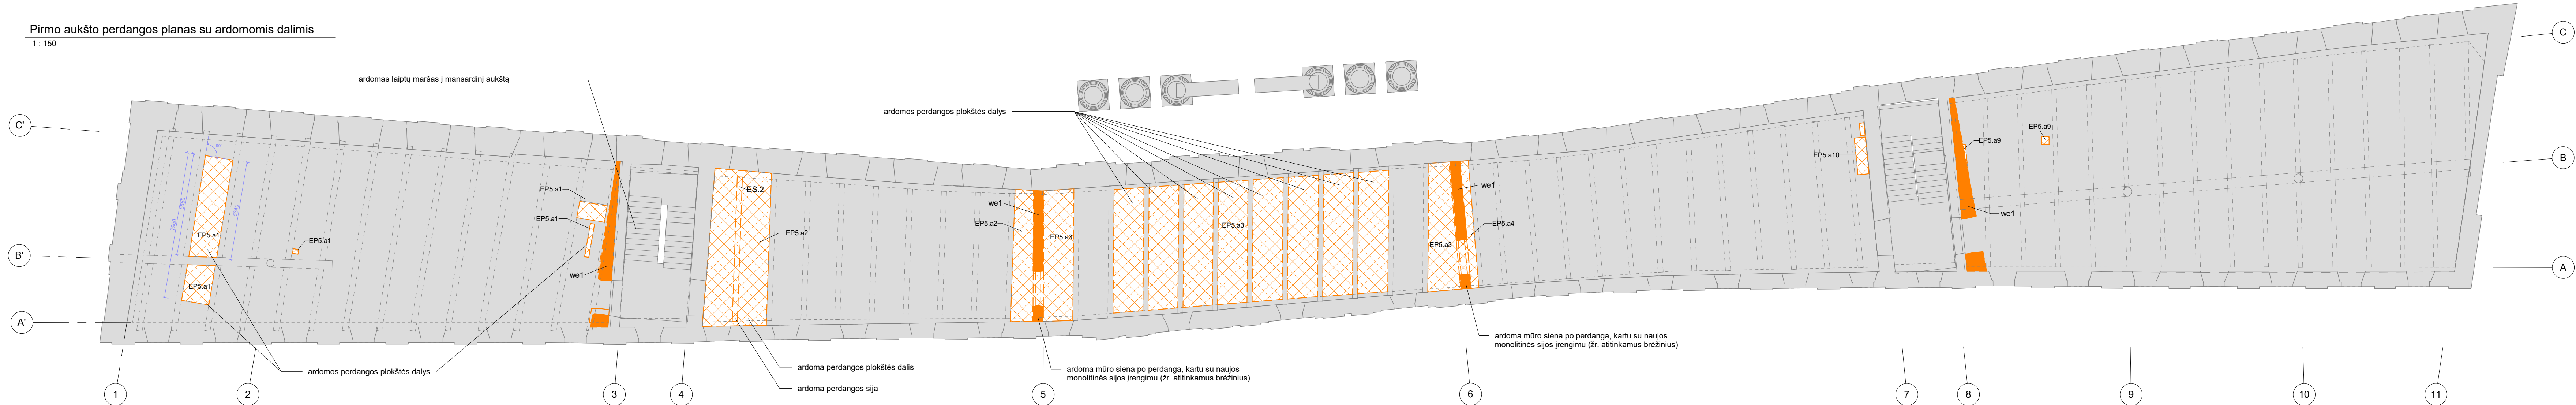 Pirmo aukšto perdangos planas su ardomomis dalimis
1 : 150
ardomas laiptų maršas į mansardinį aukštą
ardomos perdangos plokštės dalys
C'
B'
A'
C
B
A
EP5.a1
EP5.a1
EP5.a1
EP5.a1
EP5.a1
we1
ES.2
EP5.a2
we1
EP5.a2
EP5.a3
EP5.a3
EP5.a3
we1
EP5.a4
EP5.a10
EP5.a9
EP5.a9
we1
ardomos perdangos plokštės dalys
ardoma perdangos plokštės dalis
ardoma perdangos sija
ardoma mūro siena po perdanga, kartu su naujos
monolitinės sijos įrengimu (žr. atitinkamus brėžinius)
ardoma mūro siena po perdanga, kartu su naujos
monolitinės sijos įrengimu (žr. atitinkamus brėžinius)
1
2
3
4
5
6
7
8
9
10
11